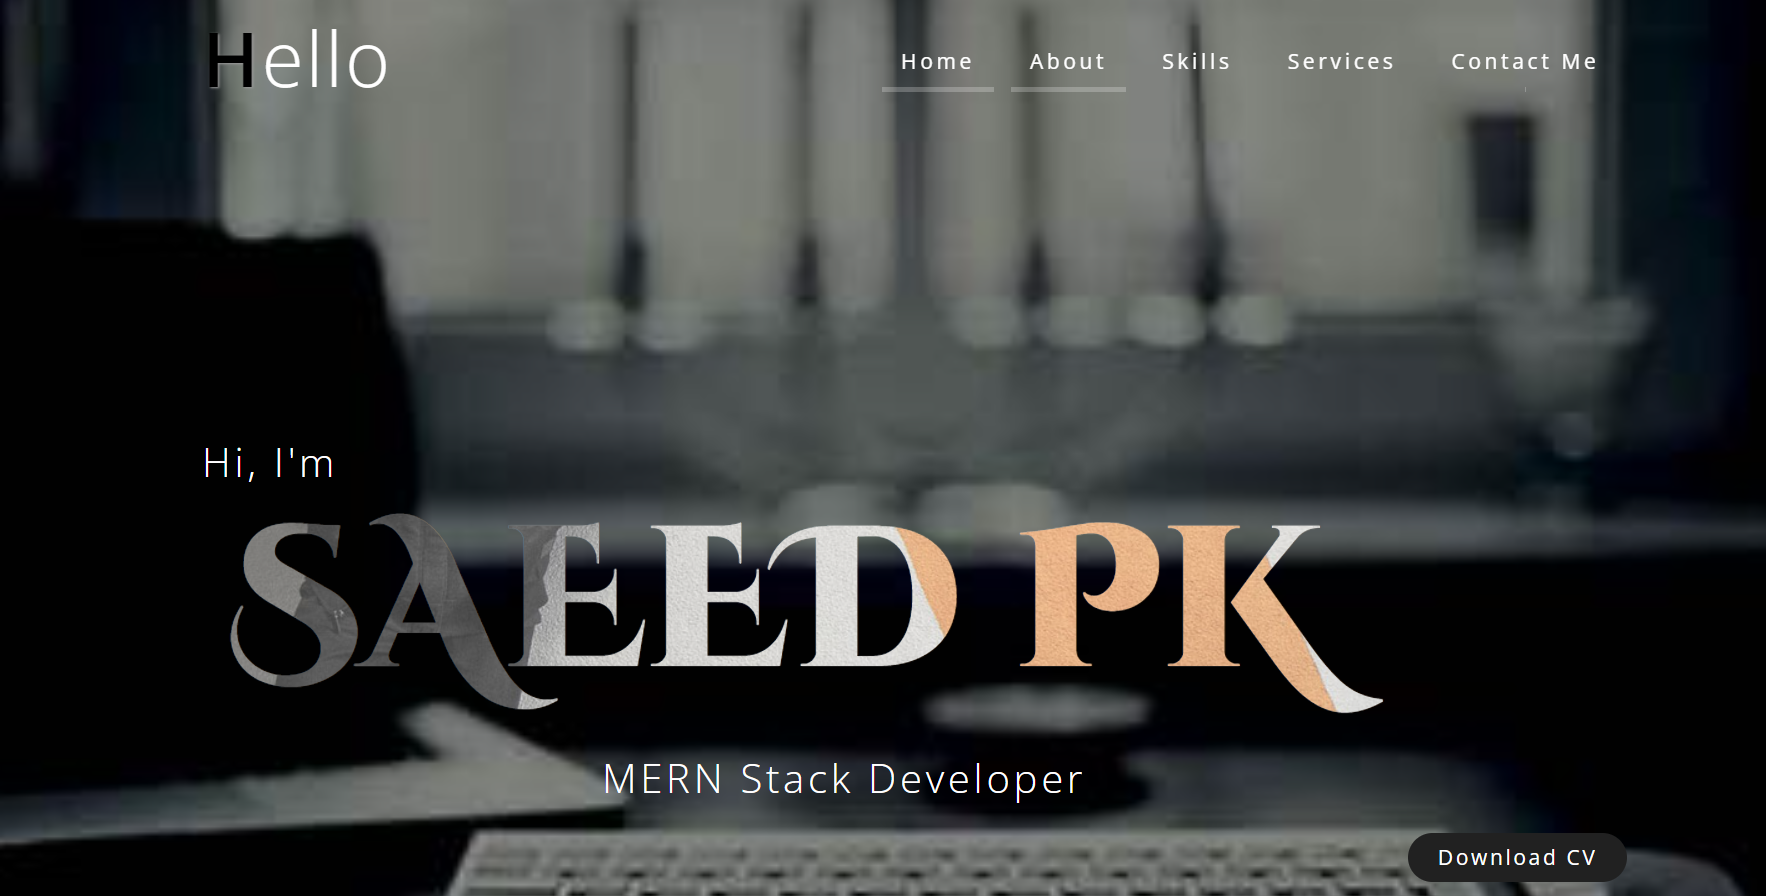 Hello
Home About Skills Services Contact Me
Hi, I'm
SAEED PK
MERN Stack Developer
Download CV